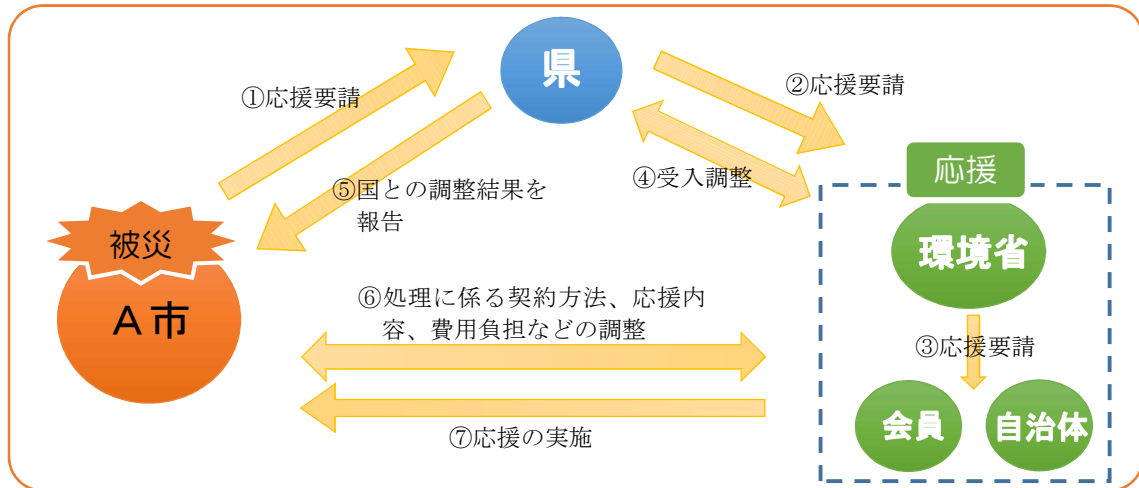 県
①応援要請
②応援要請
⑤国との調整結果を
報告
④受入調整
応援
環境省
被災
A市
⑥処理に係る契約方法、応援内
容、費用負担などの調整
③応援要請
会員
自治体
⑦応援の実施